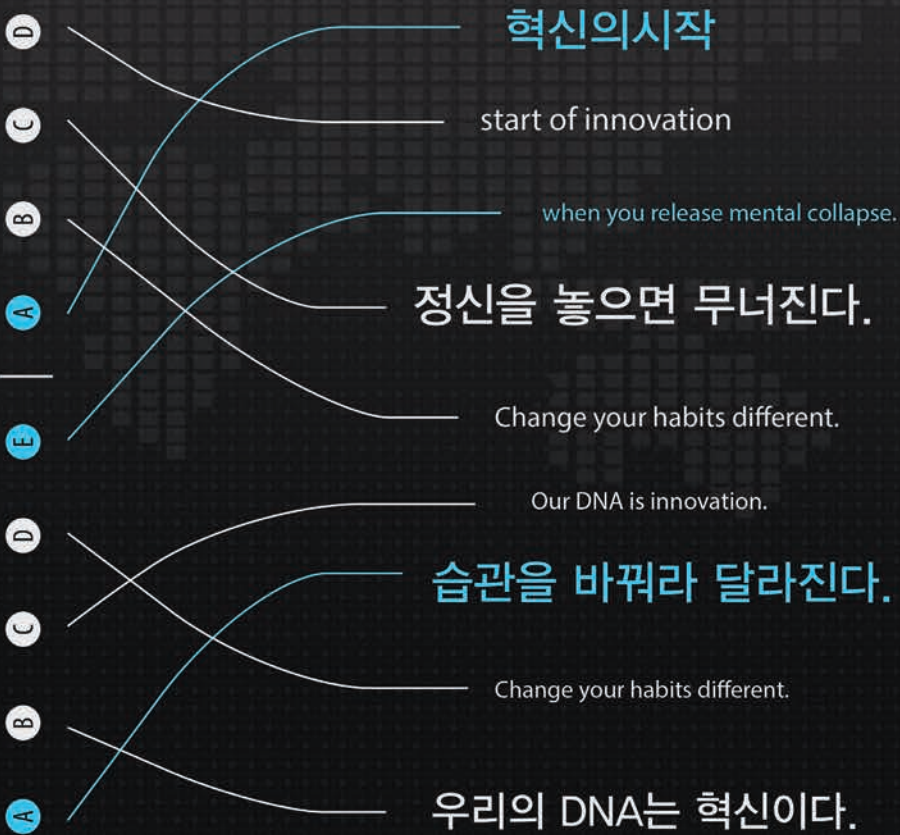 D
혁신의시작
C
start of innovation
B
when you release mental collapse.
A
정신을 놓으면 무너진다.
Change your habits different.
E
Our DNA is innovation.
D
습관을 바꿔라 달라진다.
C
Change your habits different.
B
우리의 DNA는 혁신이다.
A